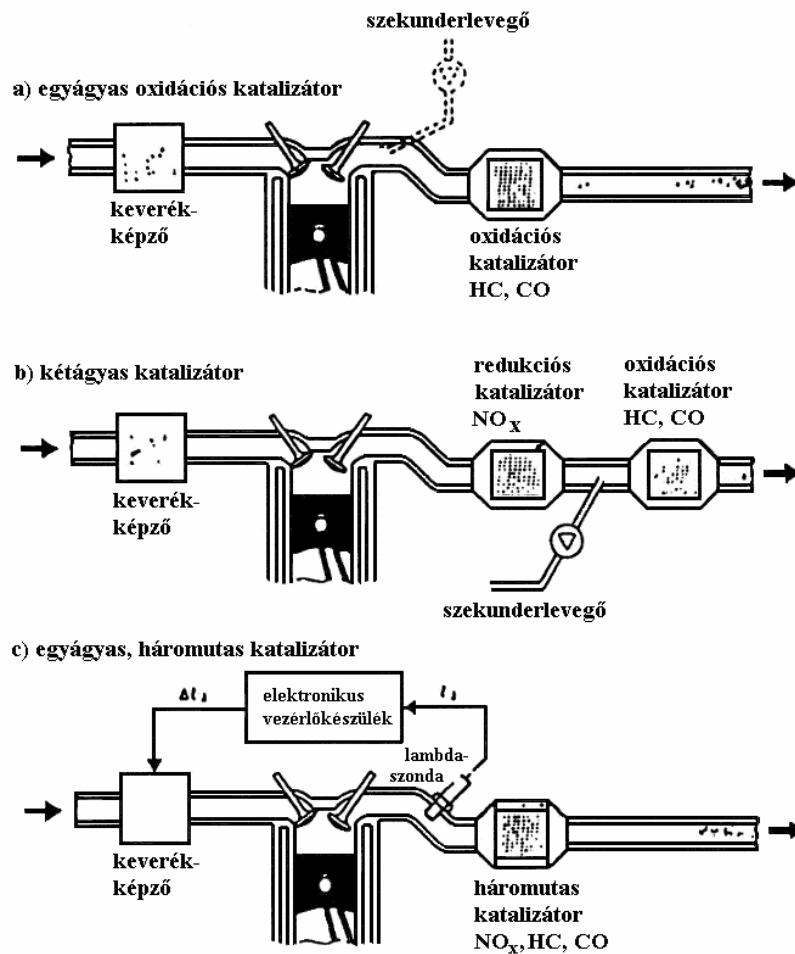 szekunderlevegő
a) egyágyas oxidációs katalizátor
keverék-
képző
oxidációs
katalizátor
HC, CO
b) kétágyas katalizátor
redukciós
katalizátor
NOx
oxidációs
katalizátor
HC, CO
keverék-
képző
szekunderlevegő
c) egyágyas, háromutas katalizátor
elektronikus
vezérlőkészülék
lambda-
szonda
keverék-
képző
háromutas
katalizátor
NOx, HC, CO